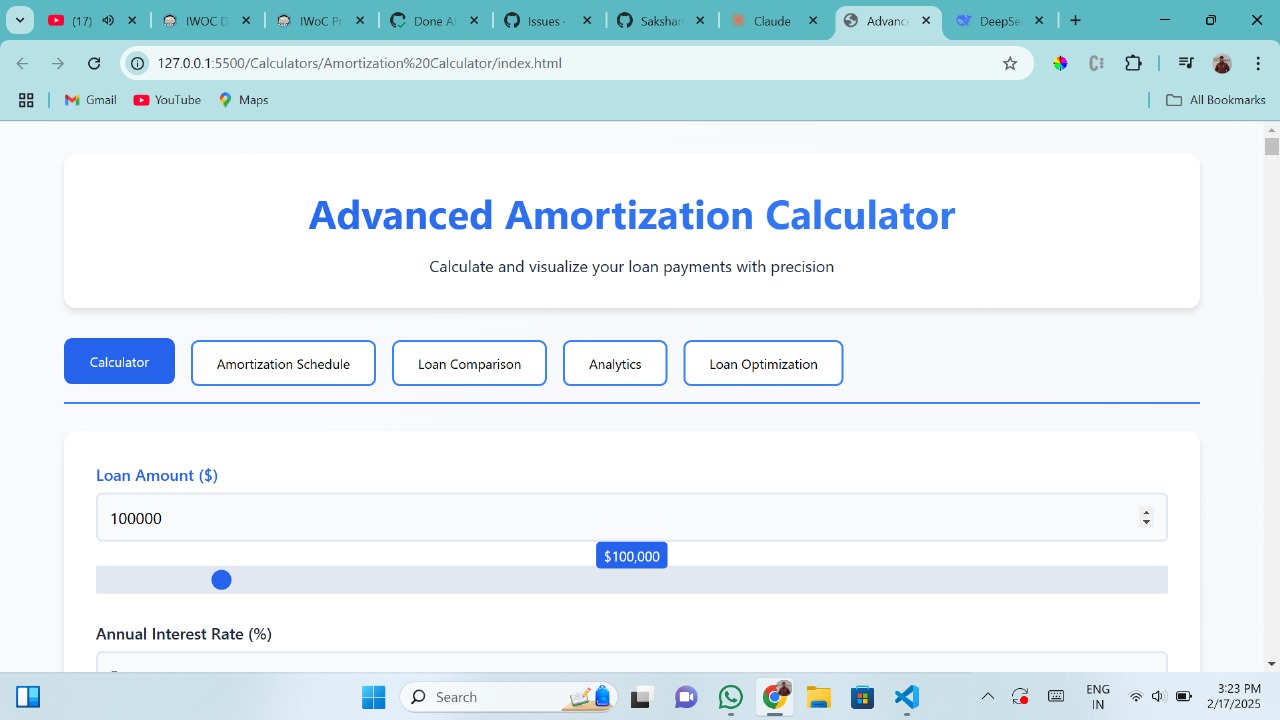 (17)
IWOC D
IWoC Pr
Done A
Issues ·
Sakshan
Claude
Advance
DeepSe
127.0.0.1:5500/Calculators/Amortization%20Calculator/index.html
Gmail
YouTube
Maps
All Bookmarks
Advanced Amortization Calculator
Calculate and visualize your loan payments with precision
Calculator
Amortization Schedule
Loan Comparison
Analytics
Loan Optimization
Loan Amount ($)
100000
$100,000
Annual Interest Rate (%)
Search
ENG
IN
3:23 PM
2/17/2025